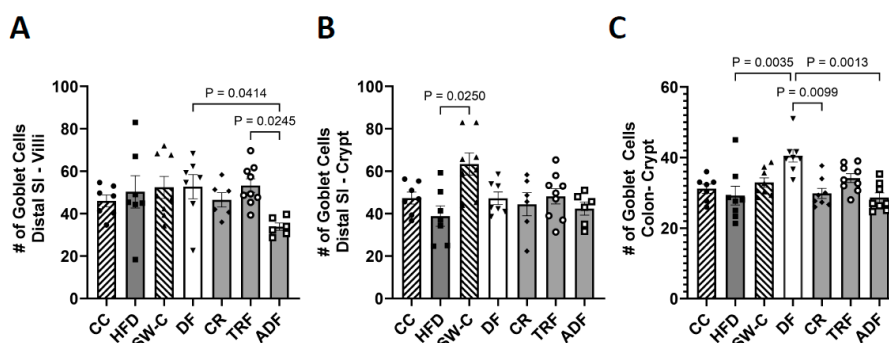 A
# of Goblet Cells
Distal SI - Villi
100
80
60
40
20
0
P = 0.0414
P = 0.0245
CC
HFD
SW-C
DF
CR
TRF
ADF
B
# of Goblet Cells
Distal SI - Crypt
100
80
60
40
20
0
P = 0.0250
CC
HFD
SW-C
DF
CR
TRF
ADF
C
# of Goblet Cells
Colon- Crypt
60
40
20
0
P = 0.0035
P = 0.0013
P = 0.0099
CC
HFD
SW-C
DF
CR
TRF
ADF